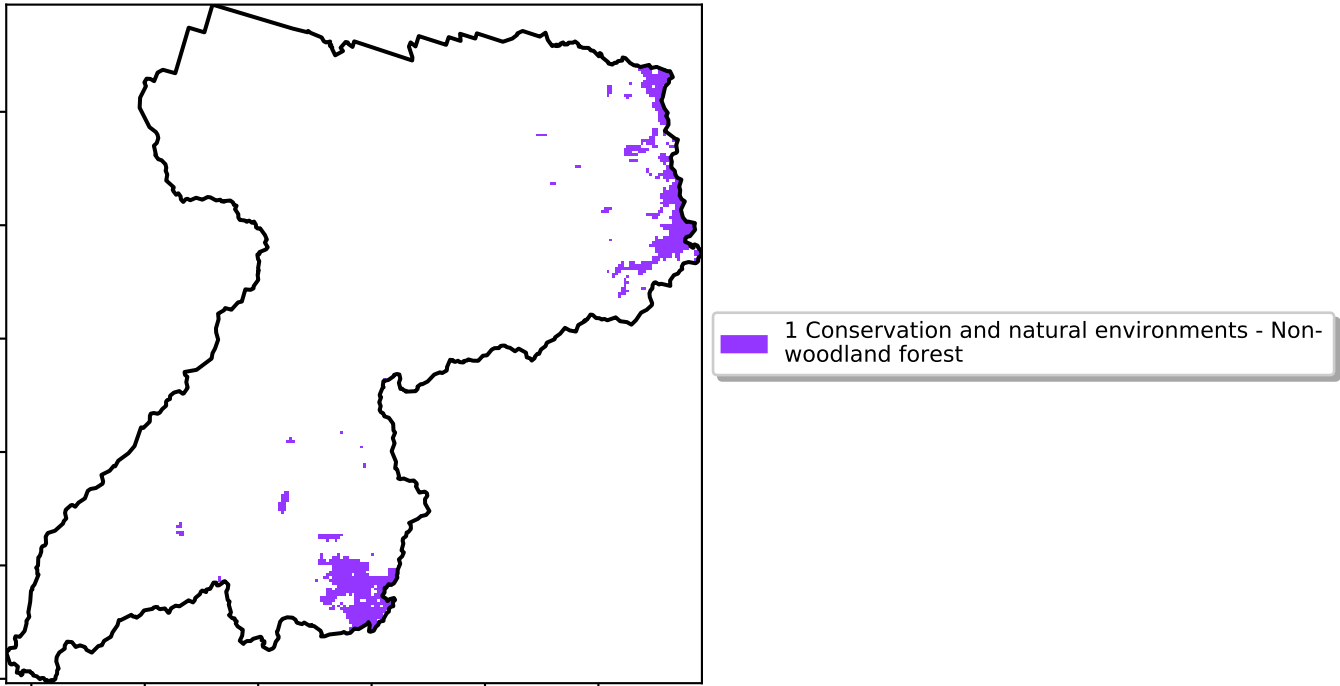 1 Conservation and natural environments - Non-
woodland forest